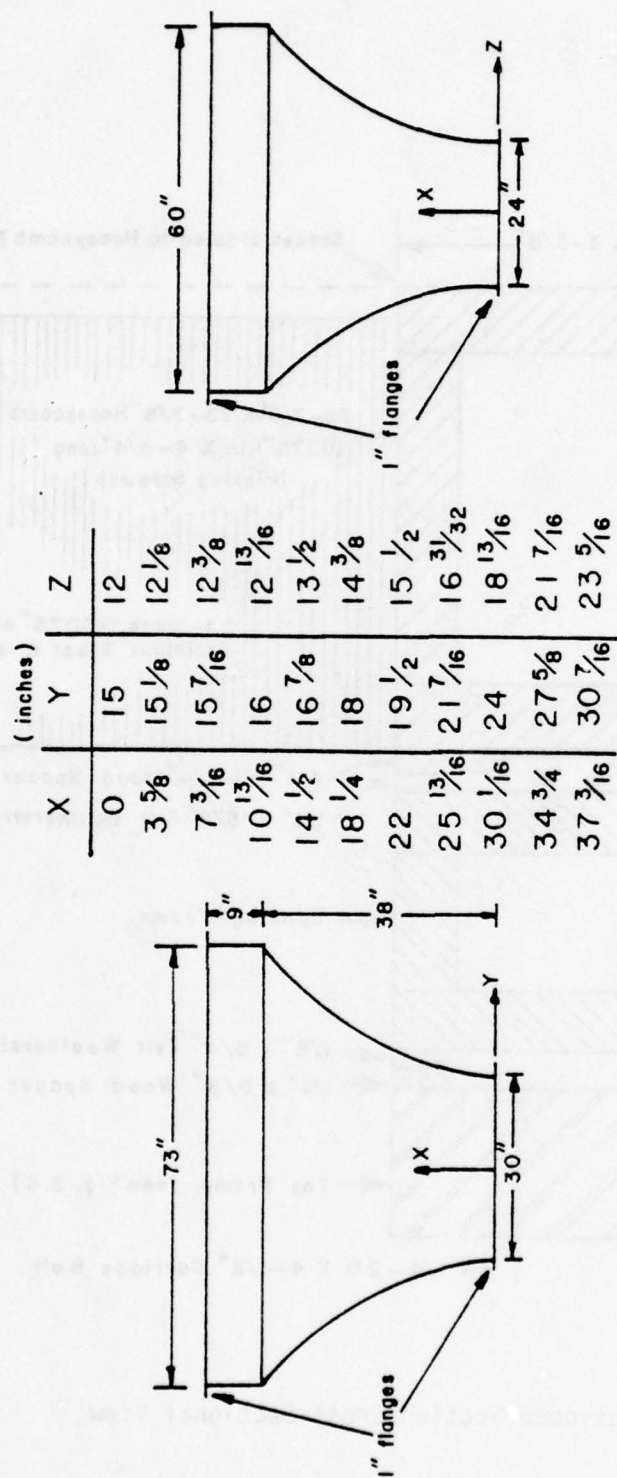 73"
9"
38"
X
Y
30"
1" flanges
(inches)
X Y Z
0 15 12
3 5/8 15 1/8 12 1/8
7 3/16 15 7/16 12 3/8
10 13/16 16 12 13/16
14 1/2 16 7/8 13 1/2
18 1/4 18 14 3/8
22 9 1/2 15 1/2
25 13/16 21 7/16 16 31/32
30 1/16 24 18 13/16
34 3/4 27 5/8 21 7/16
37 3/16 30 7/16 23 5/16
60"
X
Z
24"
1" flanges